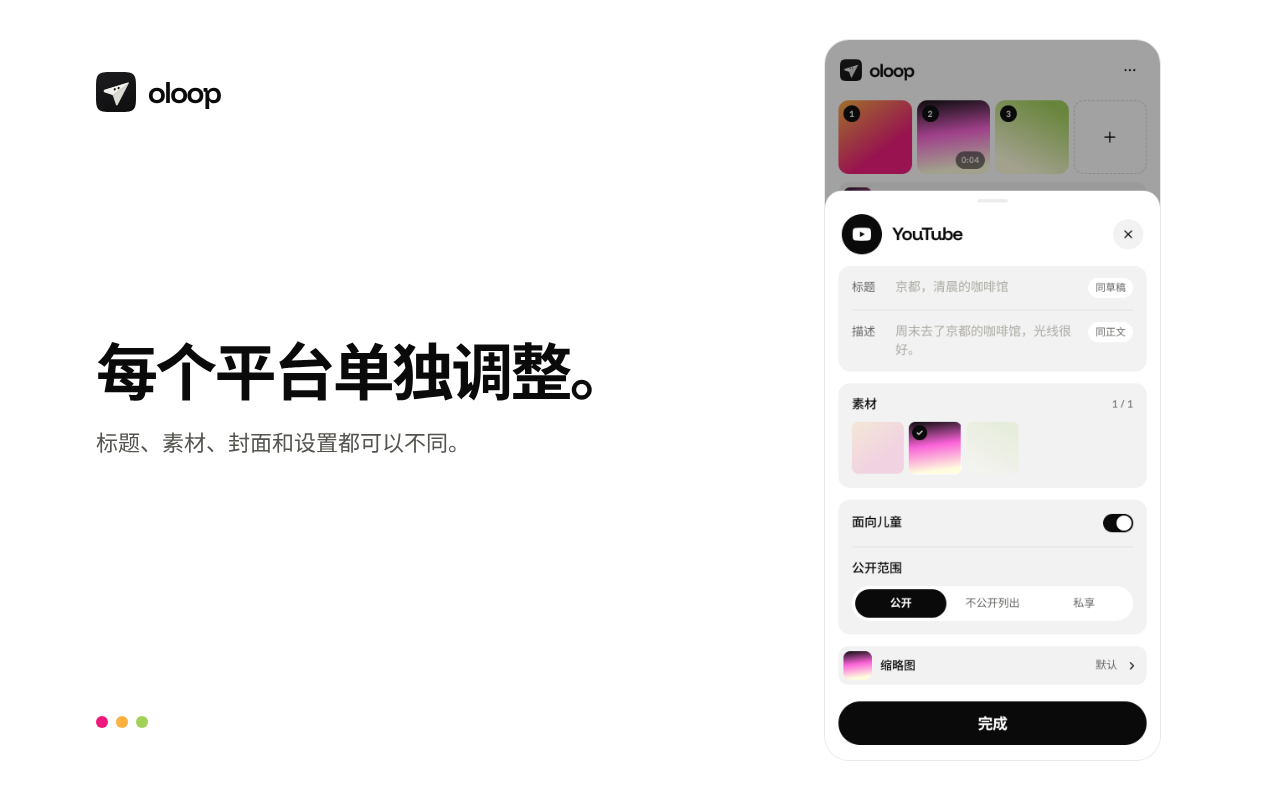 oloop
每个平台单独调整。
标题、素材、封面和设置都可以不同。
oloop
1
2
0:04
3
YouTube
标题 京都，清晨的咖啡馆 同草稿
描述 周末去了京都的咖啡馆，光线很 同正文
好。
素材 1 / 1
面向儿童
公开范围
公开 不公开列出 私享
缩略图 默认
完成